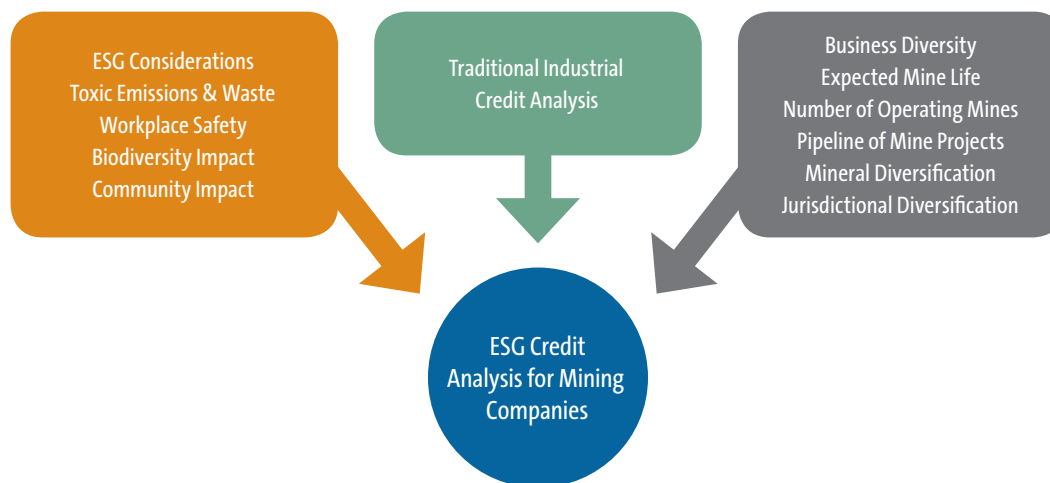 ESG Considerations
Toxic Emissions & Waste
Workplace Safety
Biodiversity Impact
Community Impact
Traditional Industrial
Credit Analysis
Business Diversity
Expected Mine Life
Number of Operating Mines
Pipeline of Mine Projects
Mineral Diversification
Jurisdictional Diversification
ESG Credit
Analysis for Mining
Companies